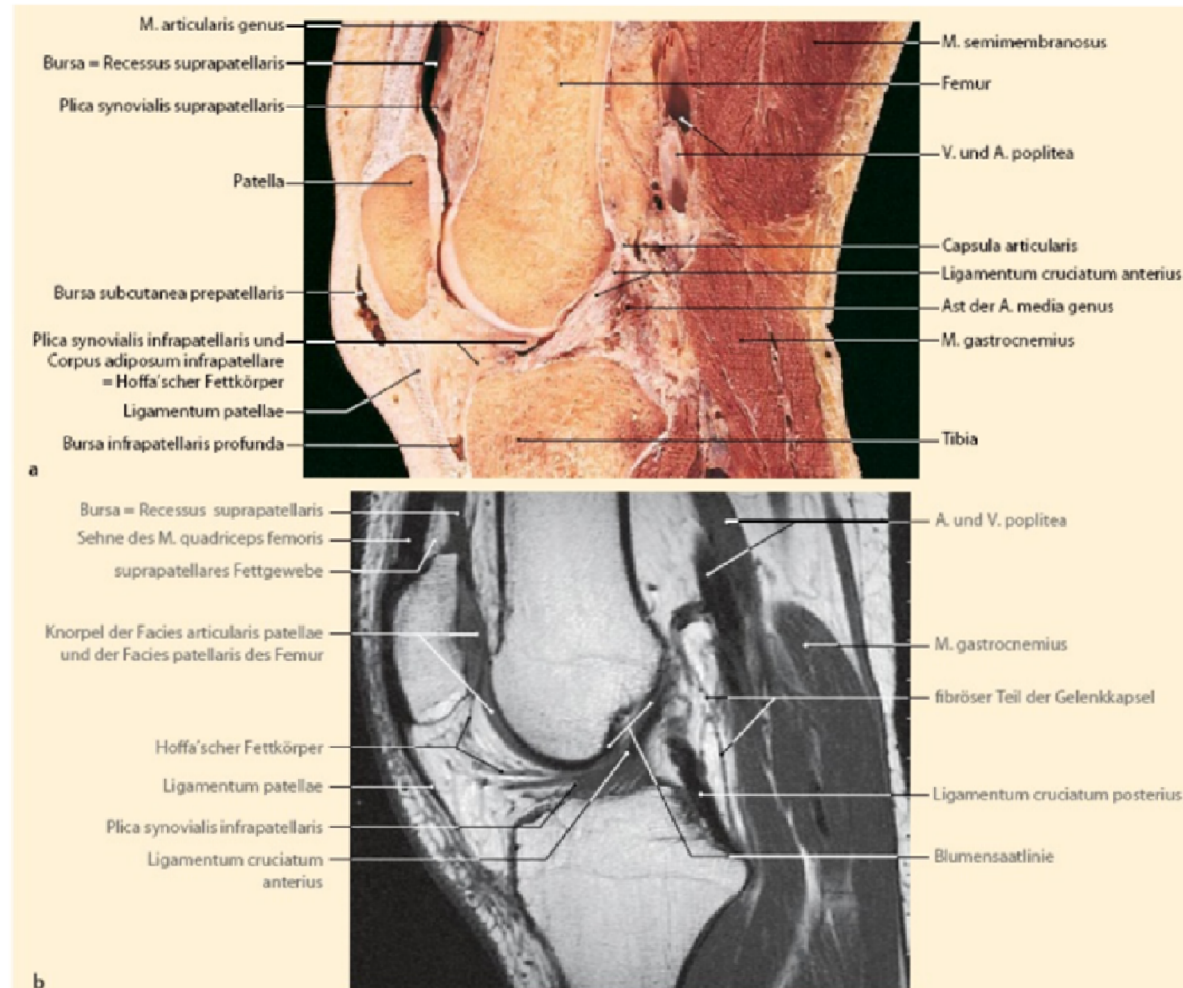 M. articularis genus
Bursa = Recessus suprapatellaris
Plica synovialis suprapatellaris
Patella
Bursa subcutanea prepatellaris
Plica synovialis infrapatellaris und
Corpus adiposum infrapatellare
= Hoffa'scher Fettkörper
Ligamentum patellae
Bursa infrapatellaris profunda
M. semimembranosus
Femur
V. und A. poplitea
Capsula articularis
Ligamentum cruciatum anterius
Ast der A. media genus
M. gastrocnemius
Tibia
a
Bursa = Recessus suprapatellaris
Sehne des M. quadriceps femoris
suprapatellares Fettgewebe
Knorpel der Facies articularis patellae
und der Facies patellaris des Femur
Hoffa'scher Fettkörper
Ligamentum patellae
Plica synovialis infrapatellaris
Ligamentum cruciatum
anterius
A. und V. poplitea
M. gastrocnemius
fibröser Teil der Gelenkkapsel
Ligamentum cruciatum posterius
Blumensaatlinie
b